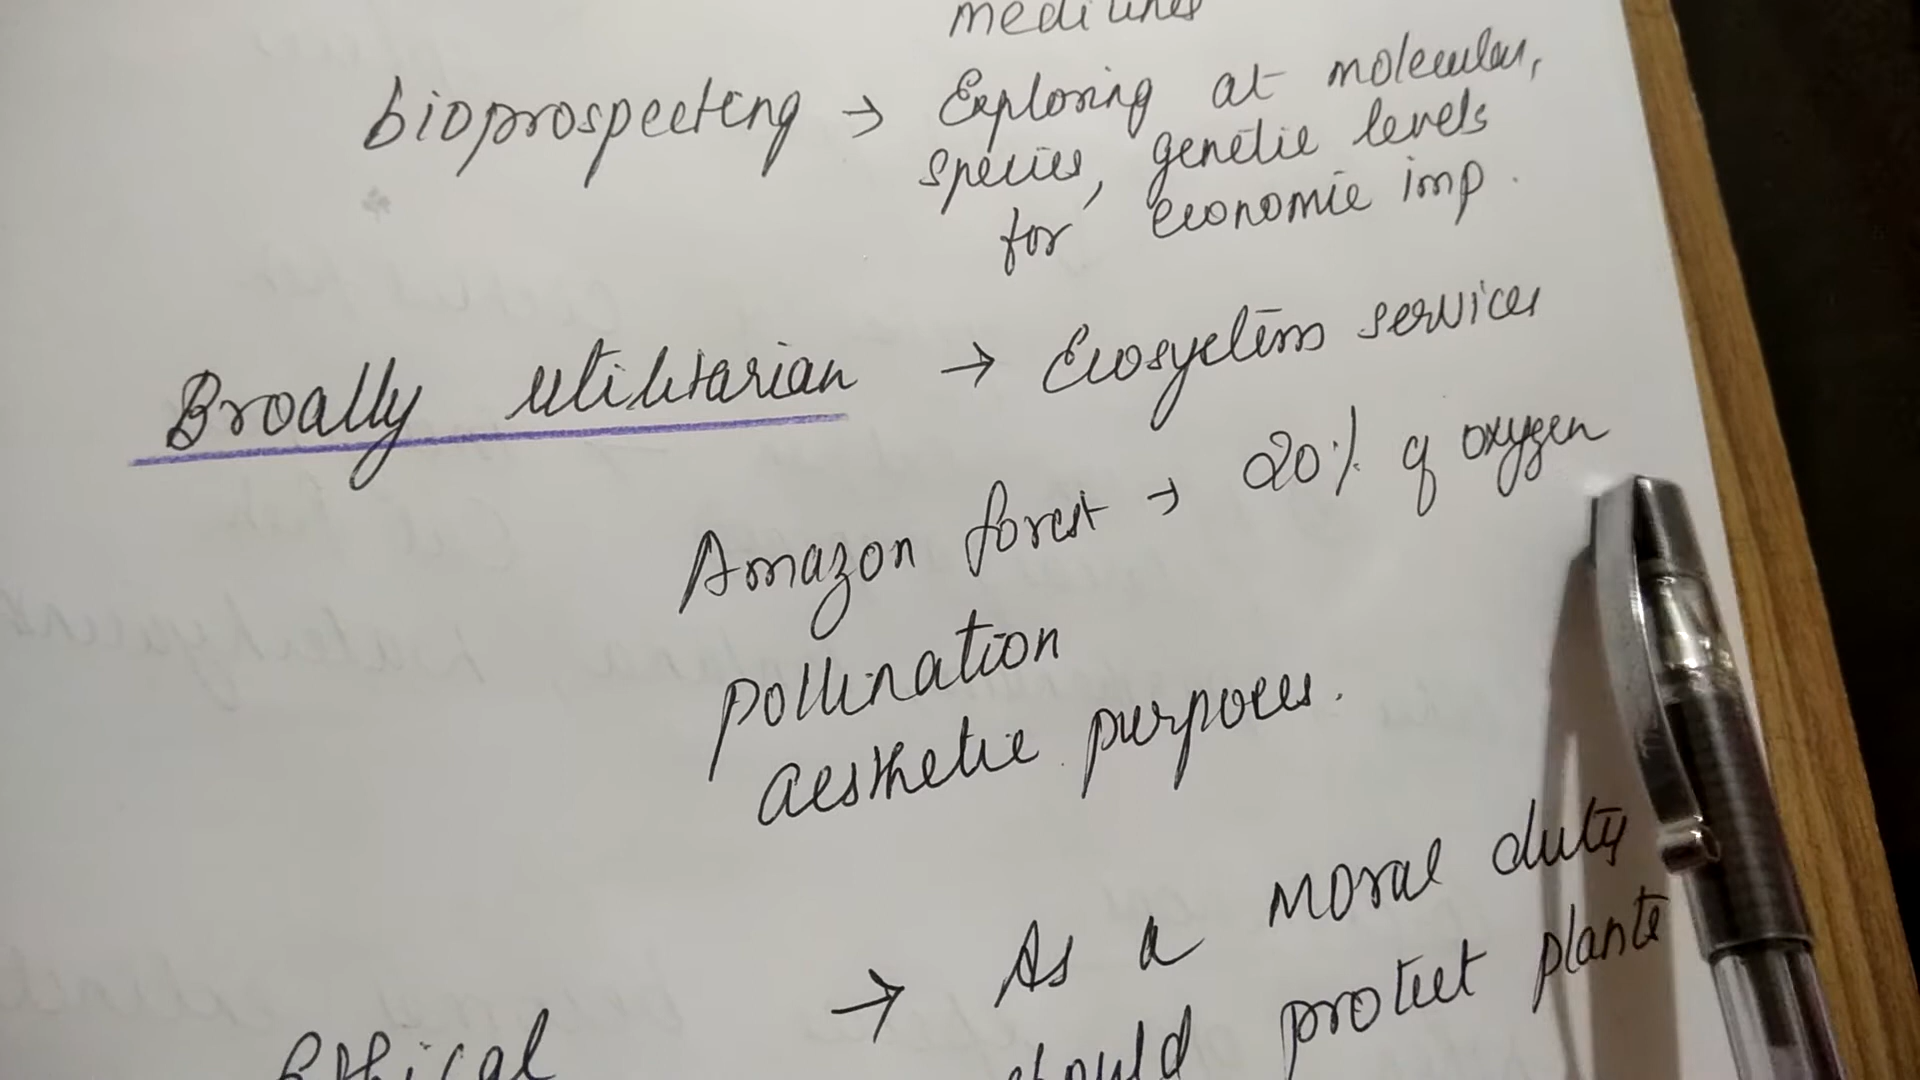 medicines
bioprospecting → Exploring at molecular,
species, genetic levels
for economic imp.
Broally utilitarian → Ecosystems services
Amazon forest → 20% of oxygen
pollination
aesthetic purposes.
Ethical → As a moral duty
should protect plants